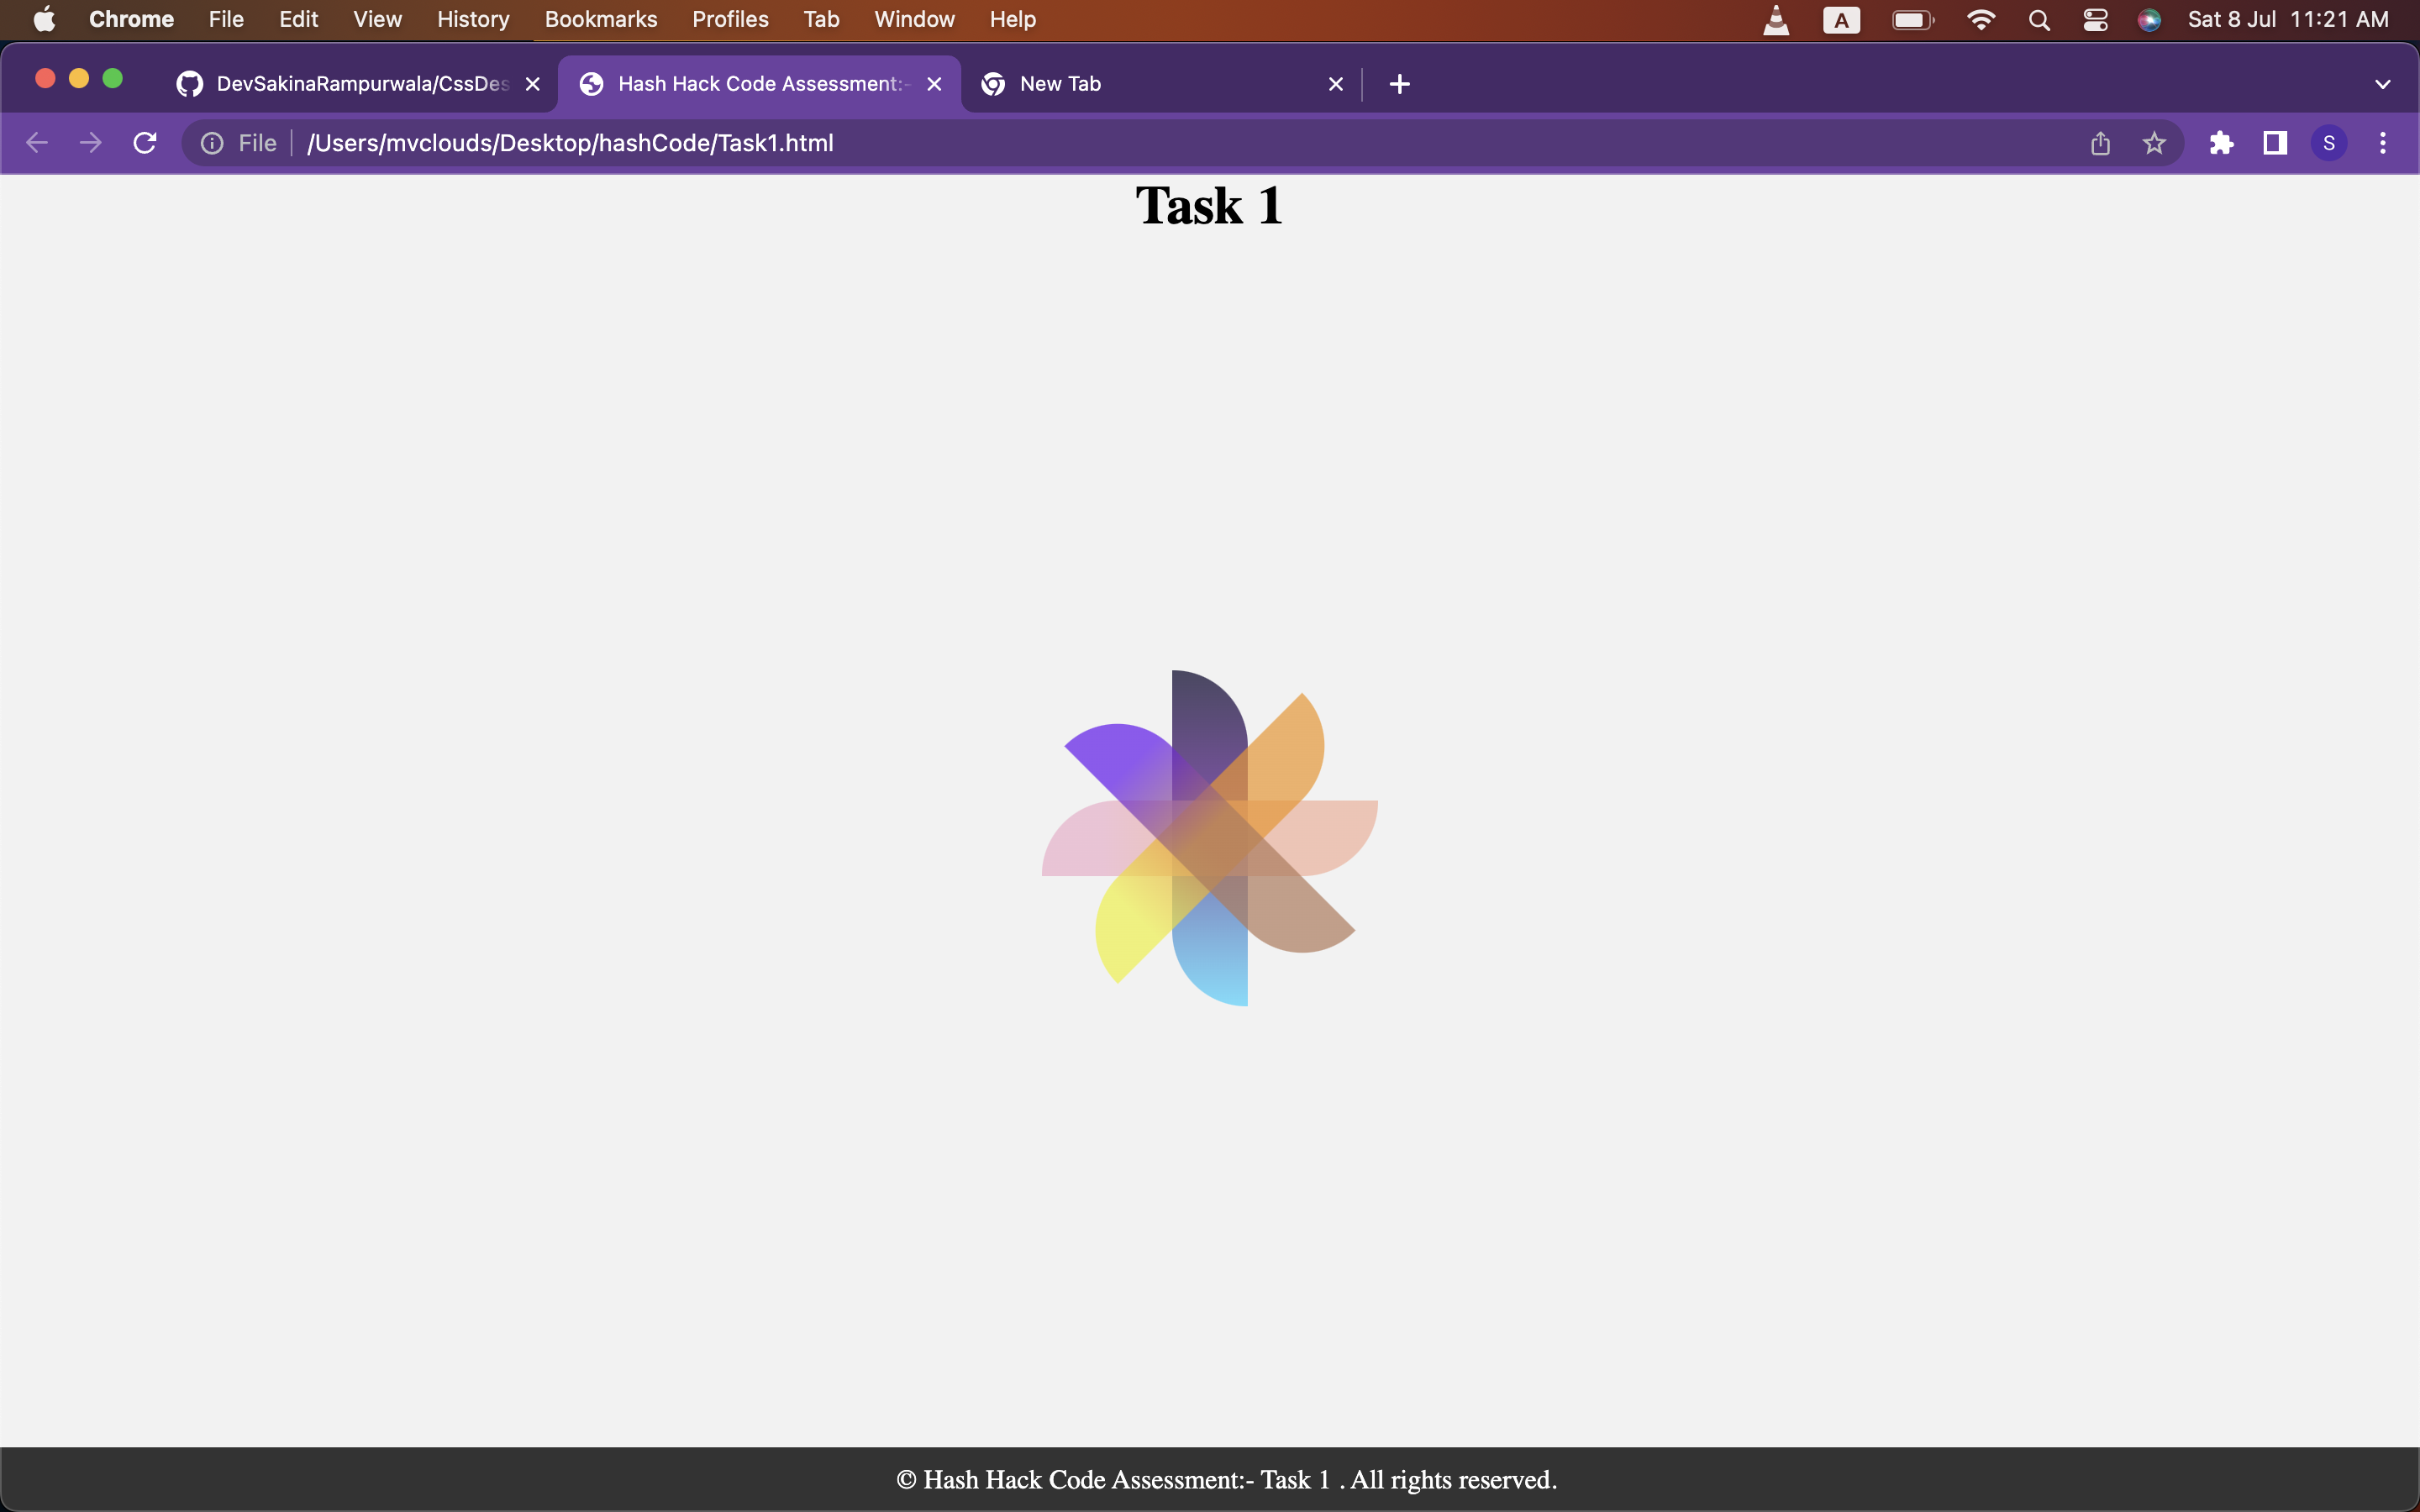 Chrome File Edit View History Bookmarks Profiles Tab Window Help A Sat 8 Jul 11:21 AM
DevSakinaRampurwala/CssDes Hash Hack Code Assessment:- New Tab
File /Users/mvclouds/Desktop/hashCode/Task1.html S
Task 1
© Hash Hack Code Assessment:- Task 1 . All rights reserved.